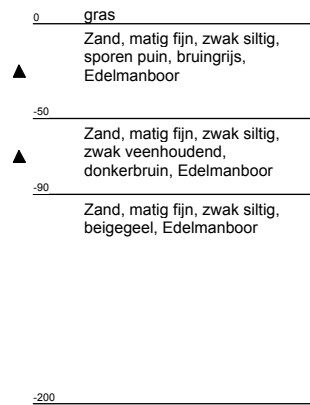 0 gras
Zand, matig fijn, zwak siltig,
sporen puin, bruingrijs,
Edelmanboor
-50
Zand, matig fijn, zwak siltig,
zwak veenhoudend,
donkerbruin, Edelmanboor
-90
Zand, matig fijn, zwak siltig,
beigegeel, Edelmanboor
-200